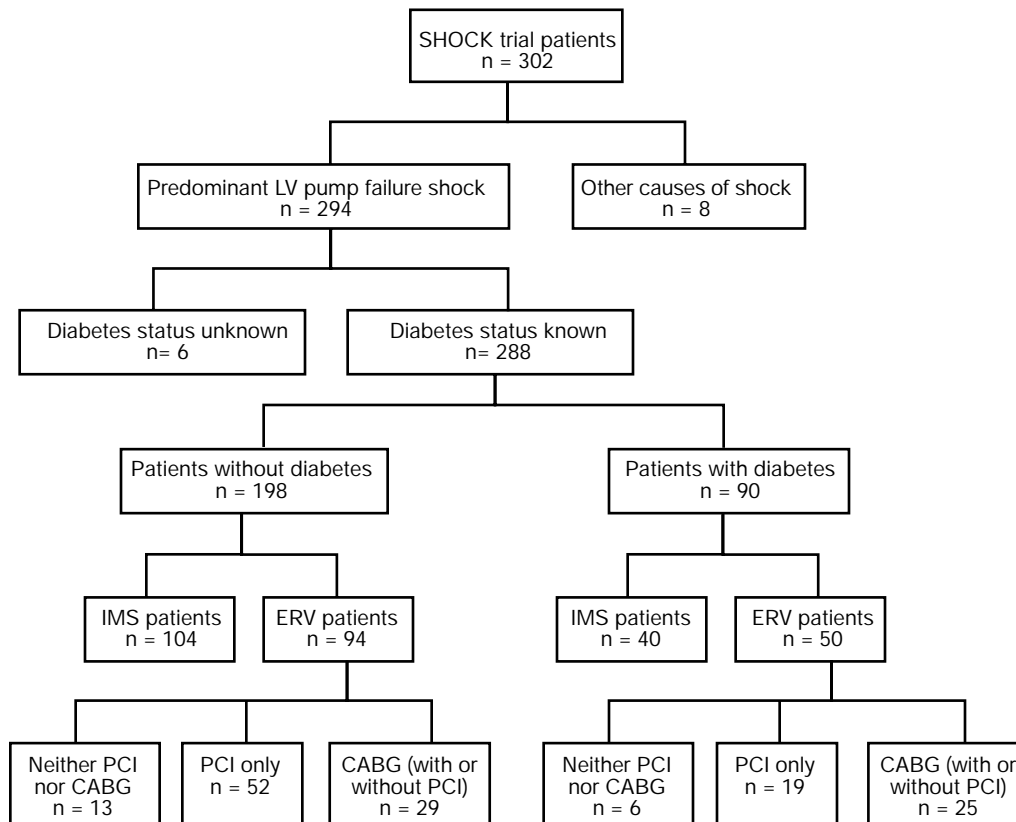 SHOCK trial patients
n = 302
Predominant LV pump failure shock
n = 294
Other causes of shock
n = 8
Diabetes status unknown
n= 6
Diabetes status known
n = 288
Patients without diabetes
n = 198
Patients with diabetes
n = 90
IMS patients
n = 104
ERV patients
n = 94
IMS patients
n = 40
ERV patients
n = 50
Neither PCI
nor CABG
n = 13
PCI only
n = 52
CABG (with or
without PCI)
n = 29
Neither PCI
nor CABG
n = 6
PCI only
n = 19
CABG (with or
without PCI)
n = 25